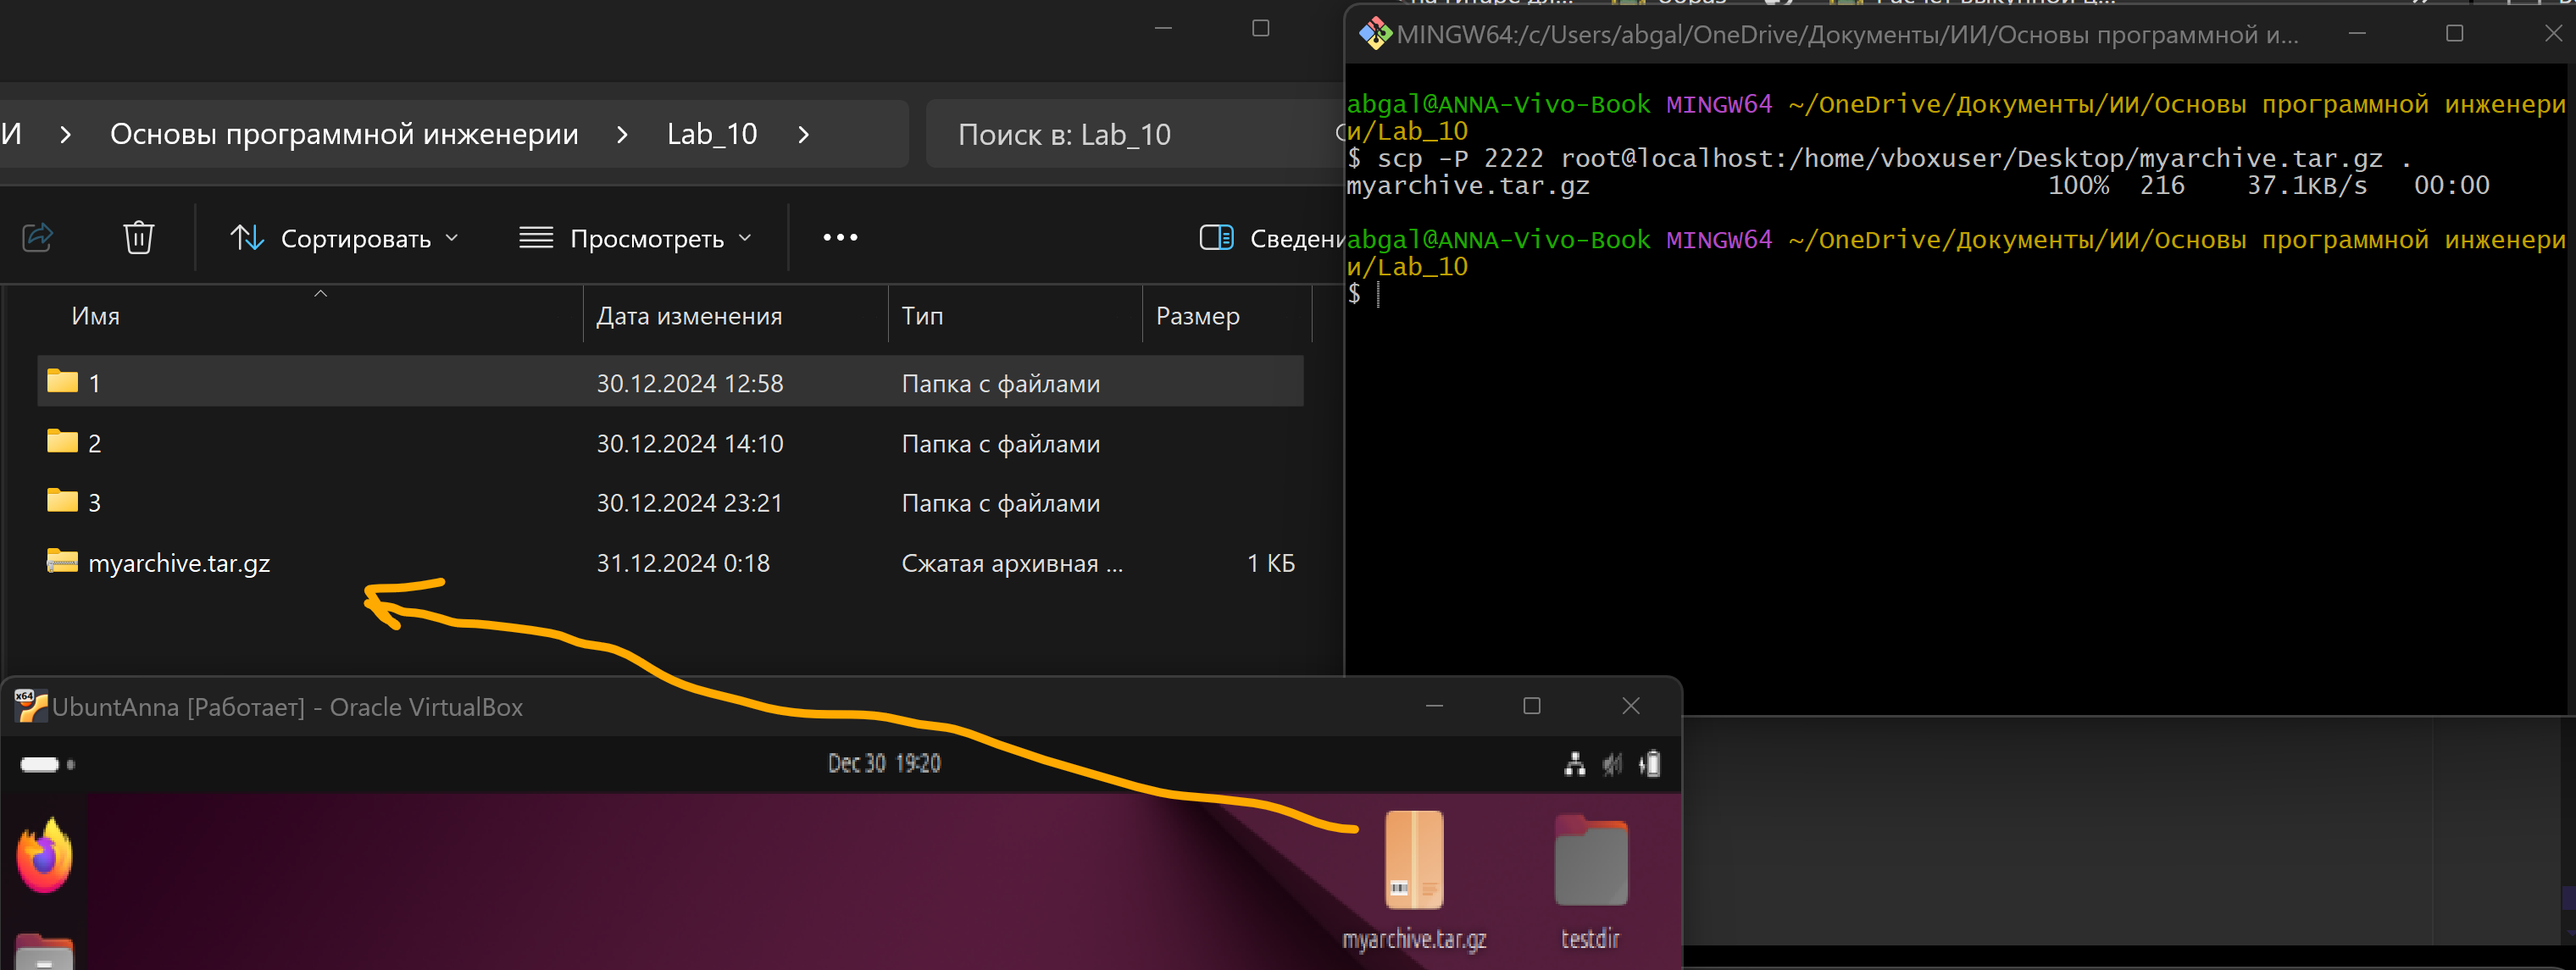 И > Основы программной инженерии > Lab_10 >
Поиск в: Lab_10
Сортировать
Просмотреть
Имя
Дата изменения
Тип
Размер
1 30.12.2024 12:58 Папка с файлами
2 30.12.2024 14:10 Папка с файлами
3 30.12.2024 23:21 Папка с файлами
myarchive.tar.gz 31.12.2024 0:18 Сжатая архивная ... 1 КБ
MINGW64:/c/Users/abgal/OneDrive/Документы/ИИ/Основы программной и...
abgal@ANNA-Vivo-Book MINGW64 ~/OneDrive/Документы/ИИ/Основы программной инженери
и/Lab_10
$ scp -P 2222 root@localhost:/home/vboxuser/Desktop/myarchive.tar.gz .
myarchive.tar.gz 100% 216 37.1KB/s 00:00
abgal@ANNA-Vivo-Book MINGW64 ~/OneDrive/Документы/ИИ/Основы программной инженери
и/Lab_10
$
x64
UbuntAnna [Работает] - Oracle VirtualBox
Dec 30 19:20
myarchive.tar.gz
testdir